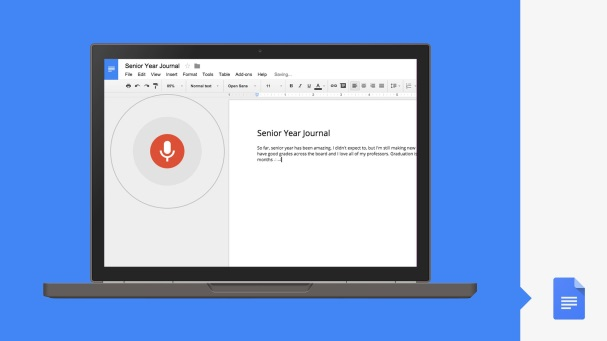 Senior Year Journal
File Edit View Insert Format Tools Table Add-ons Help Saving...
90% Normal text Open Sans 11 B I U A
Senior Year Journal
So far, senior year has been amazing. I didn't expect to, but I'm still making new
have good grades across the board and I love all of my professors. Graduation is
months... ...